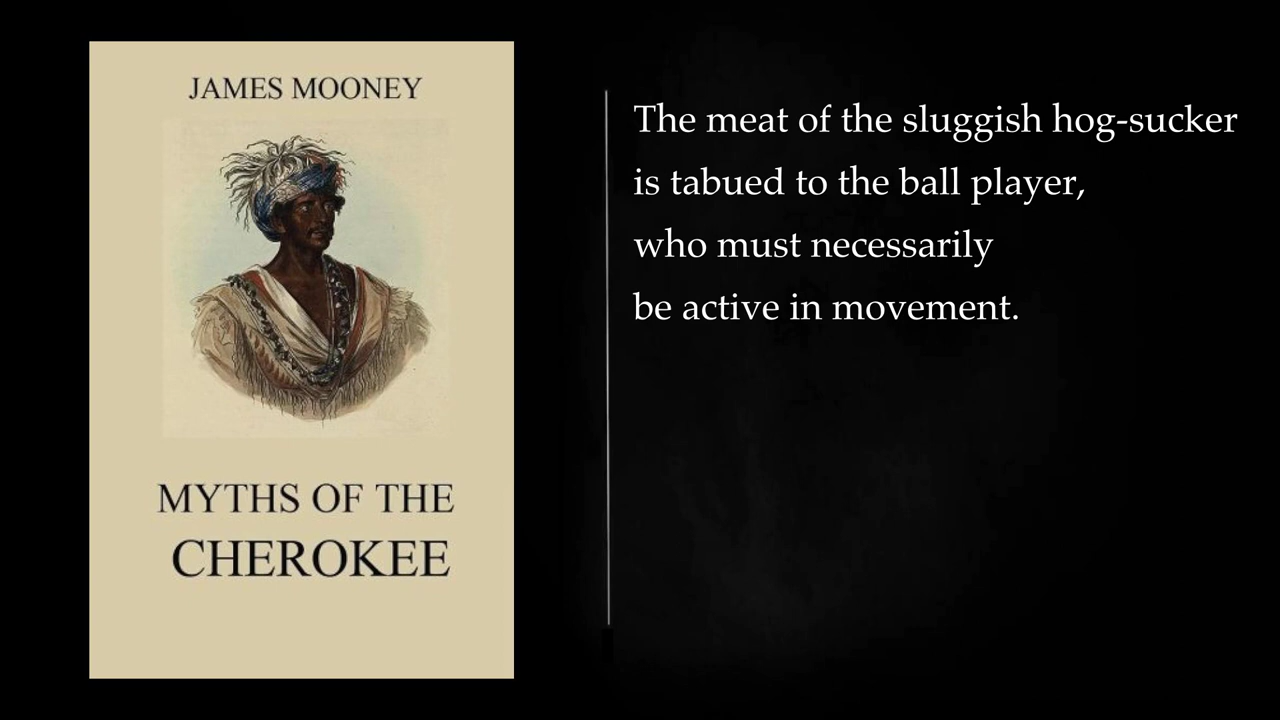 JAMES MOONEY
MYTHS OF THE
CHEROKEE
The meat of the sluggish hog-sucker
is tabued to the ball player,
who must necessarily
be active in movement.